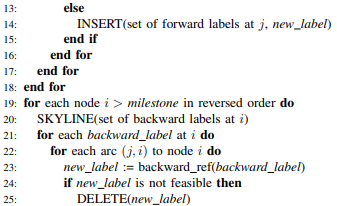 13: else
14: INSERT(set of forward labels at j, new_label)
15: end if
16: end for
17: end for
18: end for
19: for each node i > milestone in reversed order do
20: SKYLINE(set of backward labels at i)
21: for each backward_label at i do
22: for each arc (j, i) to node i do
23: new_label := backward_ref(backward_label)
24: if new_label is not feasible then
25: DELETE(new_label)